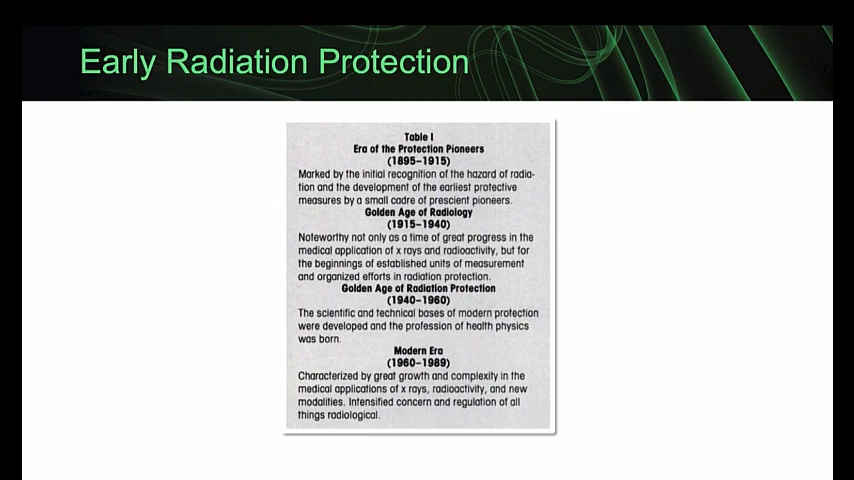 Early Radiation Protection
Table I
Era of the Protection Pioneers
(1895–1915)
Marked by the initial recognition of the hazard of radia-
tion and the development of the earliest protective
measures by a small cadre of prescient pioneers.
Golden Age of Radiology
(1915–1940)
Noteworthy not only as a time of great progress in the
medical application of x rays and radioactivity, but for
the beginnings of established units of measurement
and organized efforts in radiation protection.
Golden Age of Radiation Protection
(1940–1960)
The scientific and technical bases of modern protection
were developed and the profession of health physics
was born.
Modern Era
(1960–1989)
Characterized by great growth and complexity in the
medical applications of x rays, radioactivity, and new
modalities. Intensified concern and regulation of all
things radiological.